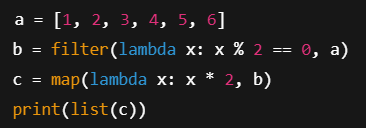 a = [1, 2, 3, 4, 5, 6]
b = filter(lambda x: x % 2 == 0, a)
c = map(lambda x: x * 2, b)
print(list(c))